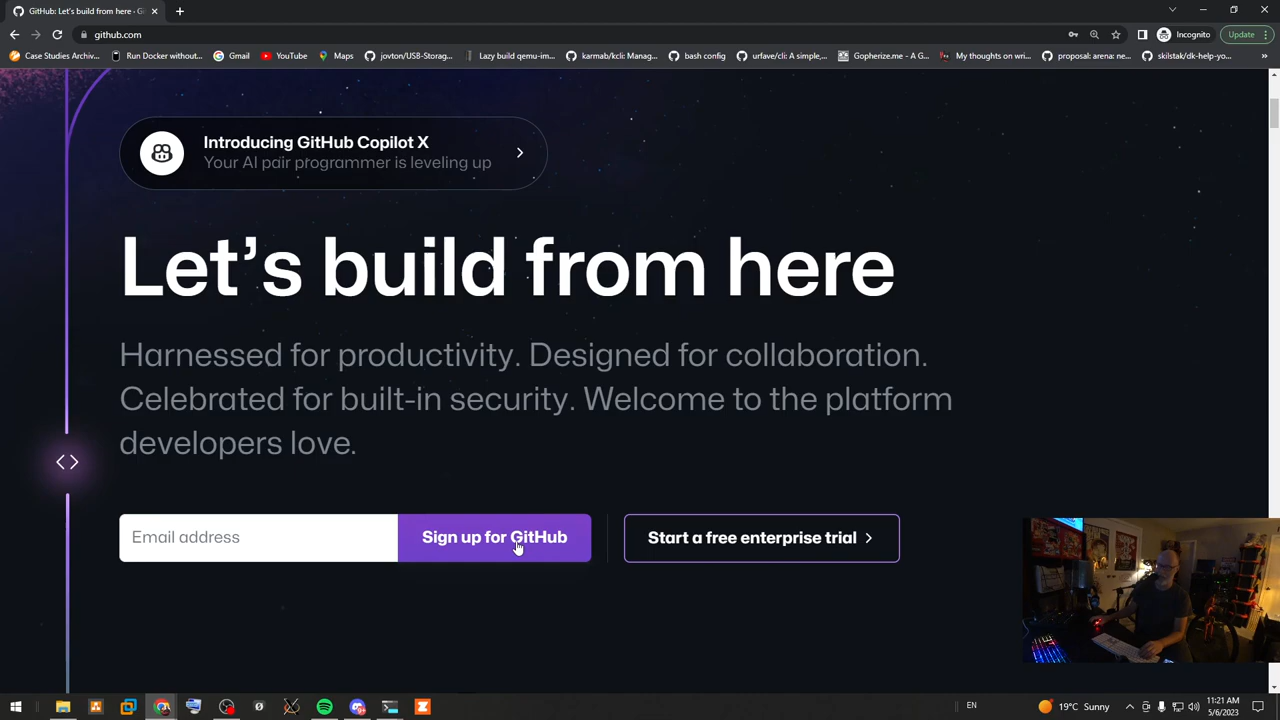 GitHub: Let's build from here · Gi
github.com
Incognito
Update
Case Studies Archiv...
Run Docker without...
Gmail
YouTube
Maps
jovton/USB-Storag...
Lazy build qemu-im...
karmab/kcli: Manag...
bash config
urfave/cli: A simple,...
Gopherize.me - A G...
My thoughts on wri...
proposal: arena: ne...
skilstak/dk-help-yo...
Introducing GitHub Copilot X
Your AI pair programmer is leveling up
Let's build from here
Harnessed for productivity. Designed for collaboration.
Celebrated for built-in security. Welcome to the platform
developers love.
Email address
Sign up for GitHub
Start a free enterprise trial
19°C Sunny
EN
11:21 AM
5/6/2023